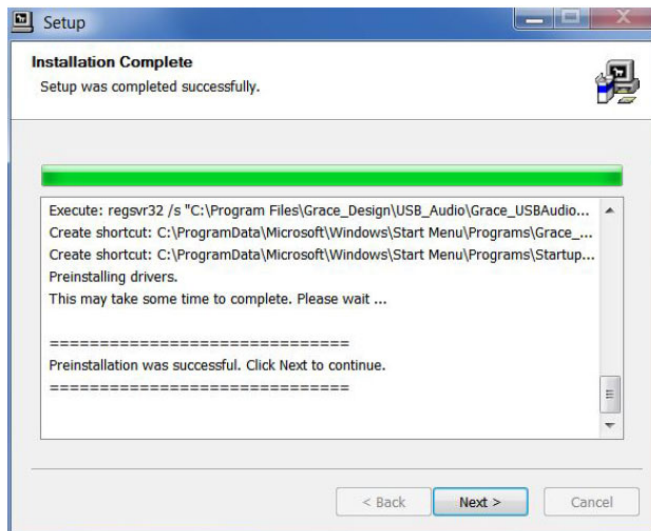 Setup
Installation Complete
Setup was completed successfully.
Execute: regsvr32 /s "C:\Program Files\Grace_Design\USB_Audio\Grace_USBAudio...
Create shortcut: C:\ProgramData\Microsoft\Windows\Start Menu\Programs\Grace_...
Create shortcut: C:\ProgramData\Microsoft\Windows\Start Menu\Programs\Startup...
Preinstalling drivers.
This may take some time to complete. Please wait ...
==============================
Preinstallation was successful. Click Next to continue.
==============================
< Back Next > Cancel